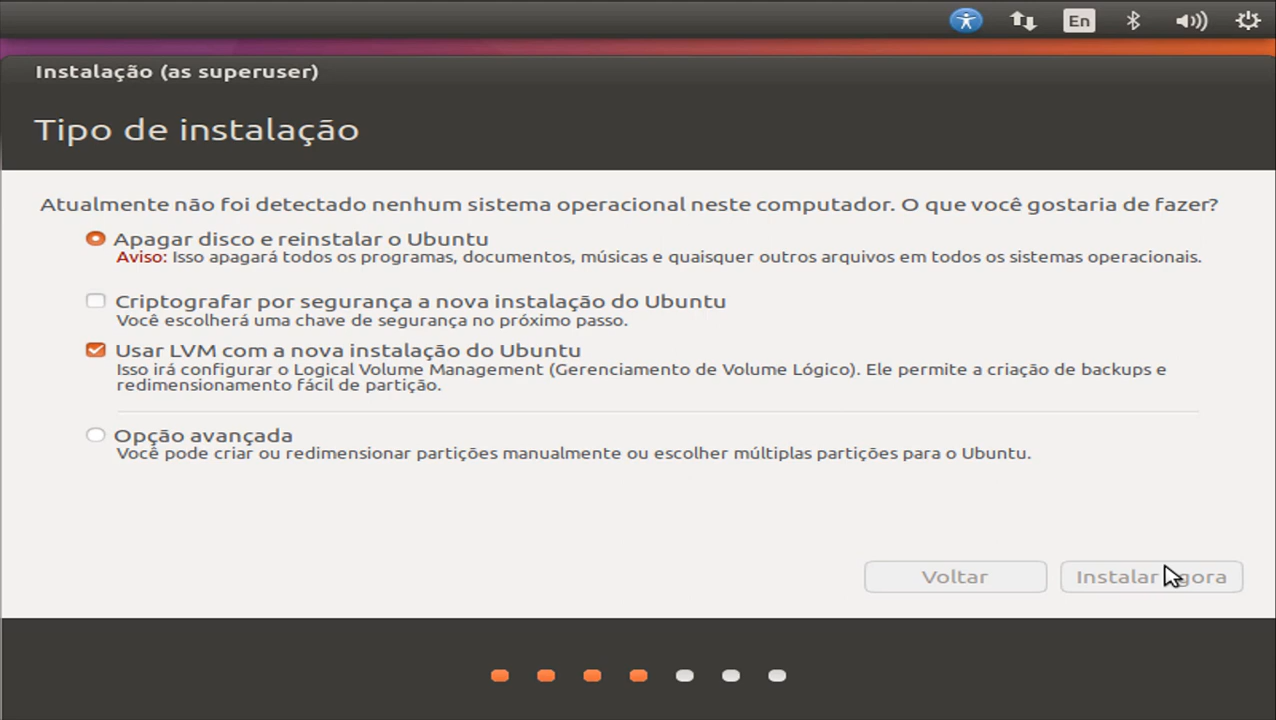 En
Instalação (as superuser)
Tipo de instalação
Atualmente não foi detectado nenhum sistema operacional neste computador. O que você gostaria de fazer?
Apagar disco e reinstalar o Ubuntu
Aviso: Isso apagará todos os programas, documentos, músicas e quaisquer outros arquivos em todos os sistemas operacionais.
Criptografar por segurança a nova instalação do Ubuntu
Você escolherá uma chave de segurança no próximo passo.
Usar LVM com a nova instalação do Ubuntu
Isso irá configurar o Logical Volume Management (Gerenciamento de Volume Lógico). Ele permite a criação de backups e
redimensionamento fácil de partição.
Opção avançada
Você pode criar ou redimensionar partições manualmente ou escolher múltiplas partições para o Ubuntu.
Voltar
Instalar agora